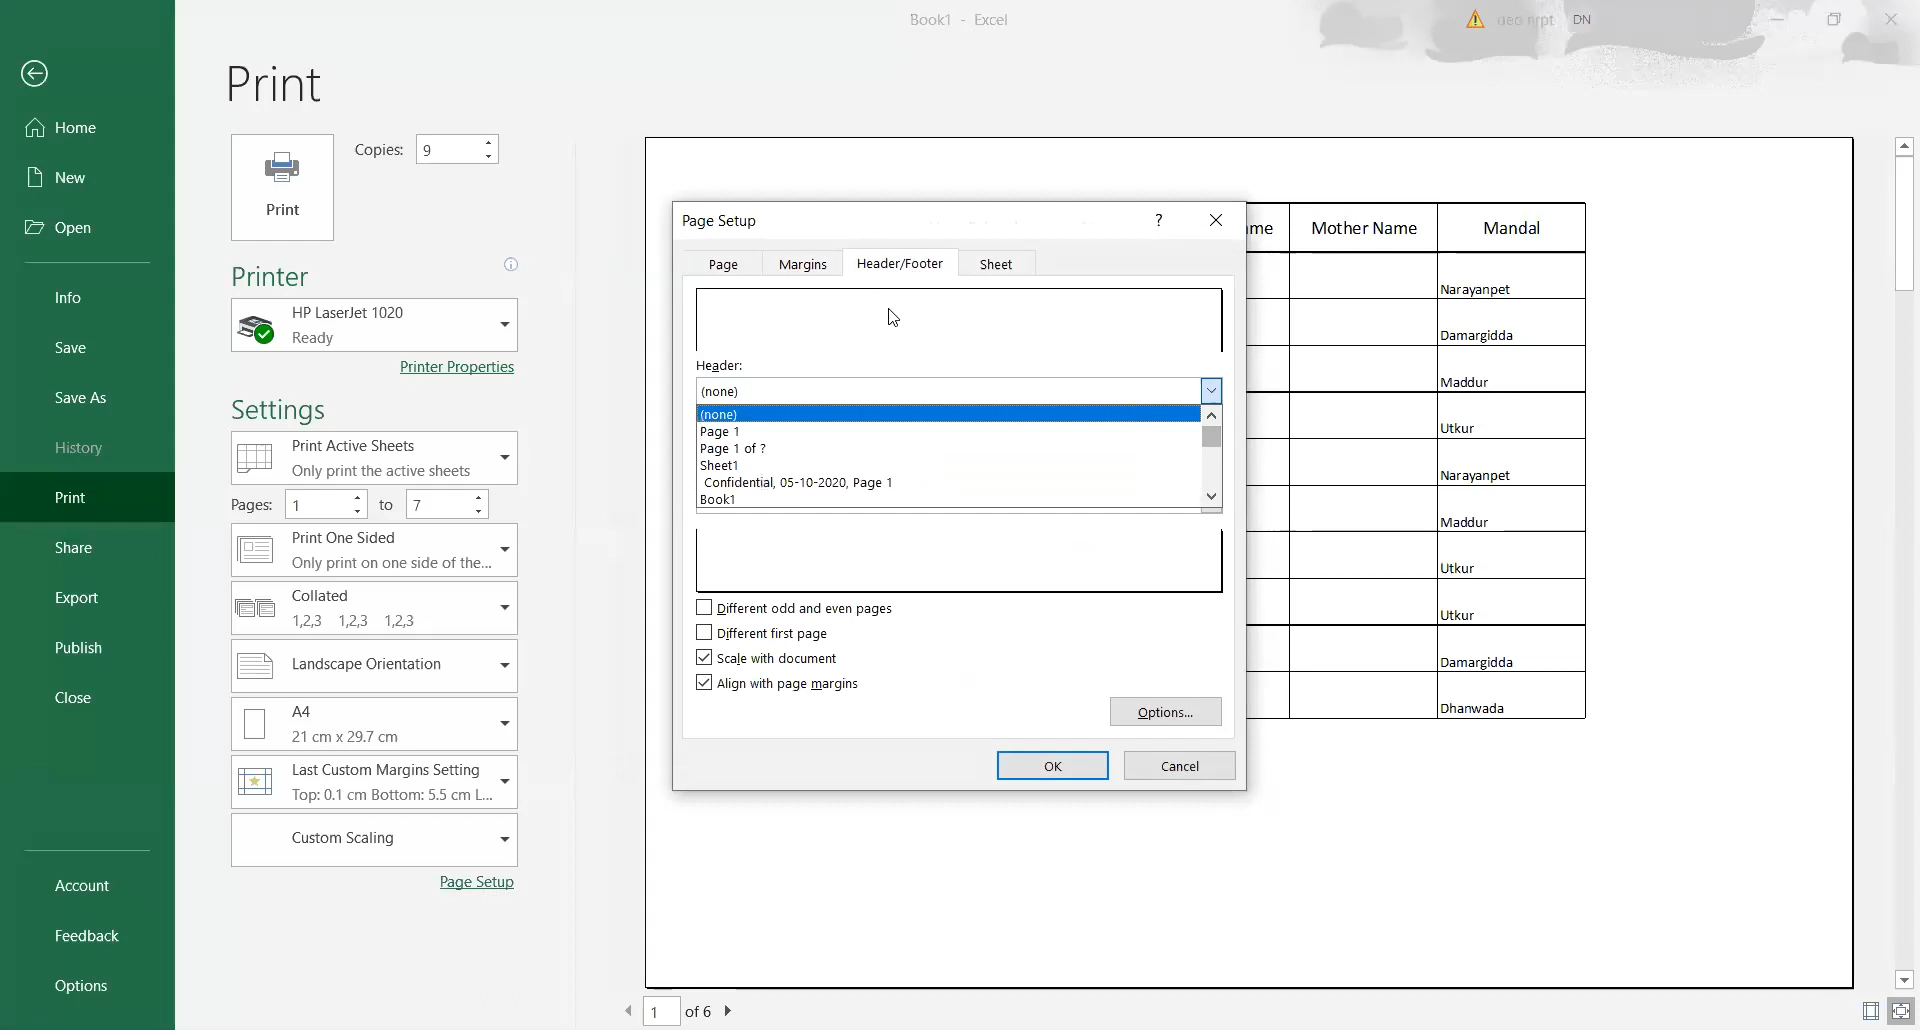 Book1 - Excel
deo nrpt DN
Print
Home
New
Open
Info
Save
Save As
History
Print
Share
Export
Publish
Close
Account
Feedback
Options
Print
Copies: 9
Printer
HP LaserJet 1020
Ready
Printer Properties
Settings
Print Active Sheets
Only print the active sheets
Pages: 1 to 7
Print One Sided
Only print on one side of the...
Collated
1,2,3 1,2,3 1,2,3
Landscape Orientation
A4
21 cm x 29.7 cm
Last Custom Margins Setting
Top: 0.1 cm Bottom: 5.5 cm L...
Custom Scaling
Page Setup
Page Setup ?
Page Margins Header/Footer Sheet
Header:
(none)
(none)
Page 1
Page 1 of ?
Sheet1
Confidential, 05-10-2020, Page 1
Book1
Different odd and even pages
Different first page
Scale with document
Align with page margins
Options...
OK Cancel
me Mother Name Mandal
Narayanpet
Damargidda
Maddur
Utkur
Narayanpet
Maddur
Utkur
Utkur
Damargidda
Dhanwada
1 of 6